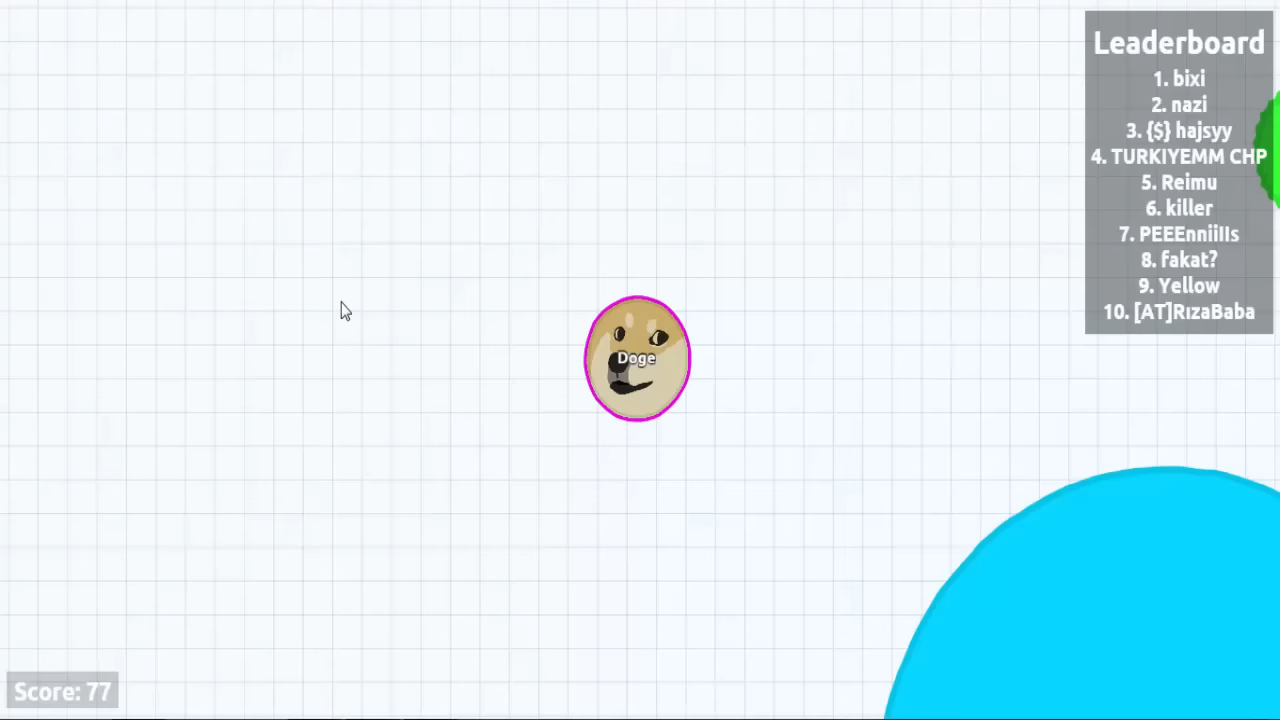 Leaderboard
1. bixi
2. nazi
3. {$} hajsyy
4. TURKIYEMM CHP
5. Reimu
6. killer
7. PEEEnniiIIs
8. fakat?
9. Yellow
10. [AT]RızaBaba
Doge
Score: 77